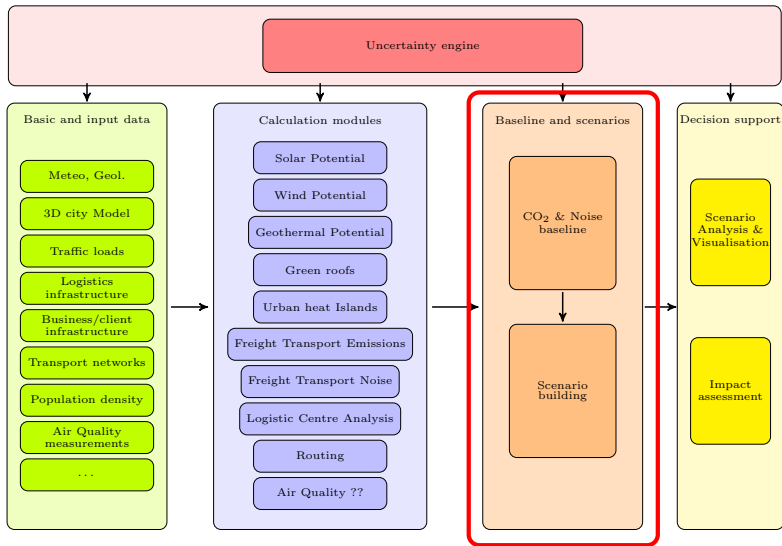 Uncertainty engine
Basic and input data
Meteo, Geol.
3D city Model
Traffic loads
Logistics
infrastructure
Business/client
infrastructure
Transport networks
Population density
Air Quality
measurements
...
Calculation modules
Solar Potential
Wind Potential
Geothermal Potential
Green roofs
Urban heat Islands
Freight Transport Emissions
Freight Transport Noise
Logistic Centre Analysis
Routing
Air Quality ??
Baseline and scenarios
CO₂ & Noise
baseline
Scenario
building
Decision support
Scenario
Analysis &
Visualisation
Impact
assessment